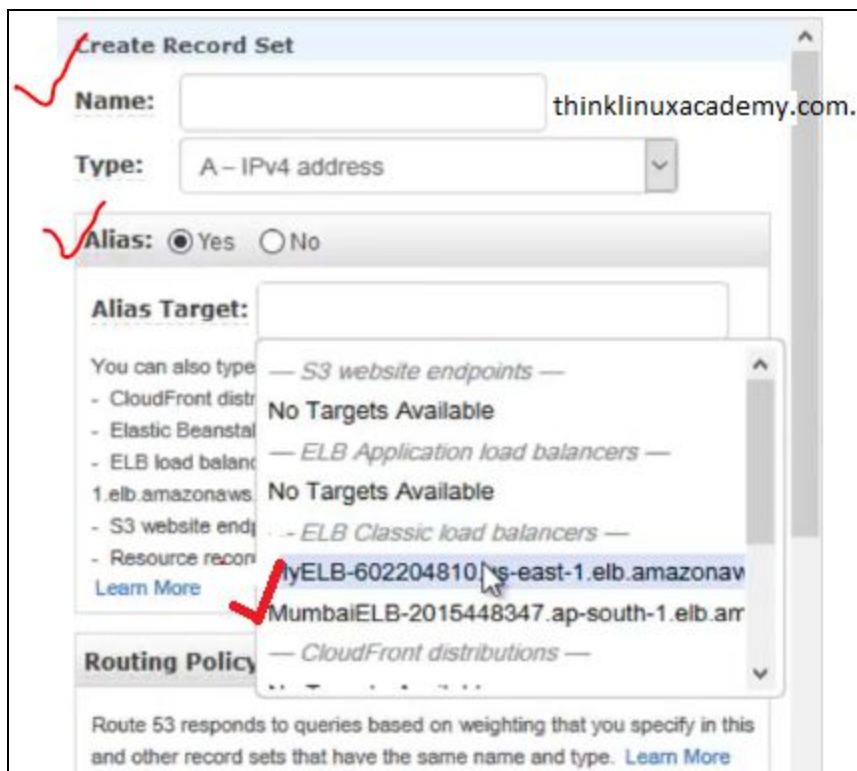 Create Record Set
Name:
thinklinuxacademy.com.
Type: A – IPv4 address
Alias: Yes No
Alias Target:
You can also type
- CloudFront distr
- Elastic Beanstal
- ELB load balanc
1.elb.amazonaws.
- S3 website endp
- Resource recor
Learn More
— S3 website endpoints —
No Targets Available
— ELB Application load balancers —
No Targets Available
- ELB Classic load balancers —
lyELB-602204810.us-east-1.elb.amazonaw
MumbaiELB-2015448347.ap-south-1.elb.am
— CloudFront distributions —
Routing Policy
Route 53 responds to queries based on weighting that you specify in this
and other record sets that have the same name and type. Learn More